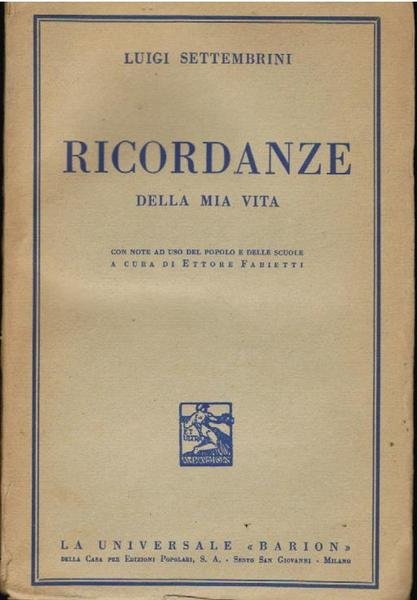 LUIGI SETTEMBRINI
RICORDANZE
DELLA MIA VITA
CON NOTE AD USO DEL POPOLO E DELLE SCUOLE
A CURA DI ETTORE FABIETTI
LA UNIVERSALE «BARION»
DELLA CASA PER EDIZIONI POPOLARI, S. A. - SESTO SAN GIOVANNI - MILANO